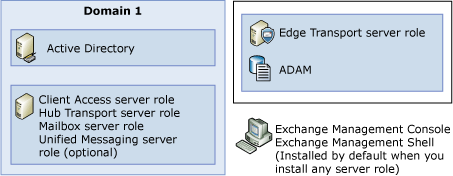 Domain 1
Active Directory
Client Access server role
Hub Transport server role
Mailbox server role
Unified Messaging server
role (optional)
Edge Transport server role
ADAM
Exchange Management Console
Exchange Management Shell
(Installed by default when you
install any server role)